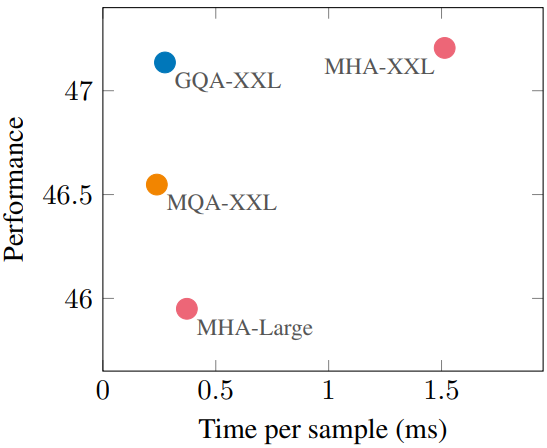 GQA-XXL
MHA-XXL
MQA-XXL
MHA-Large
47
46.5
46
0
0.5
1
1.5
Performance
Time per sample (ms)